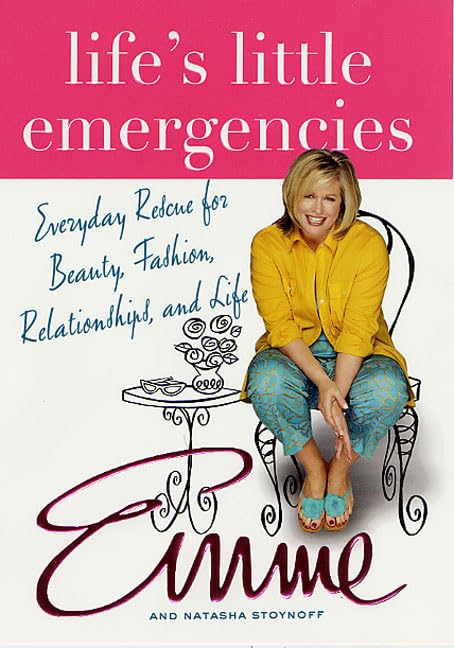 life's little
emergencies
Everyday Rescue for
Beauty, Fashion,
Relationships, and Life
Emme
AND NATASHA STOYNOFF